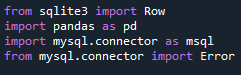 from sqlite3 import Row
import pandas as pd
import mysql.connector as msql
from mysql.connector import Error